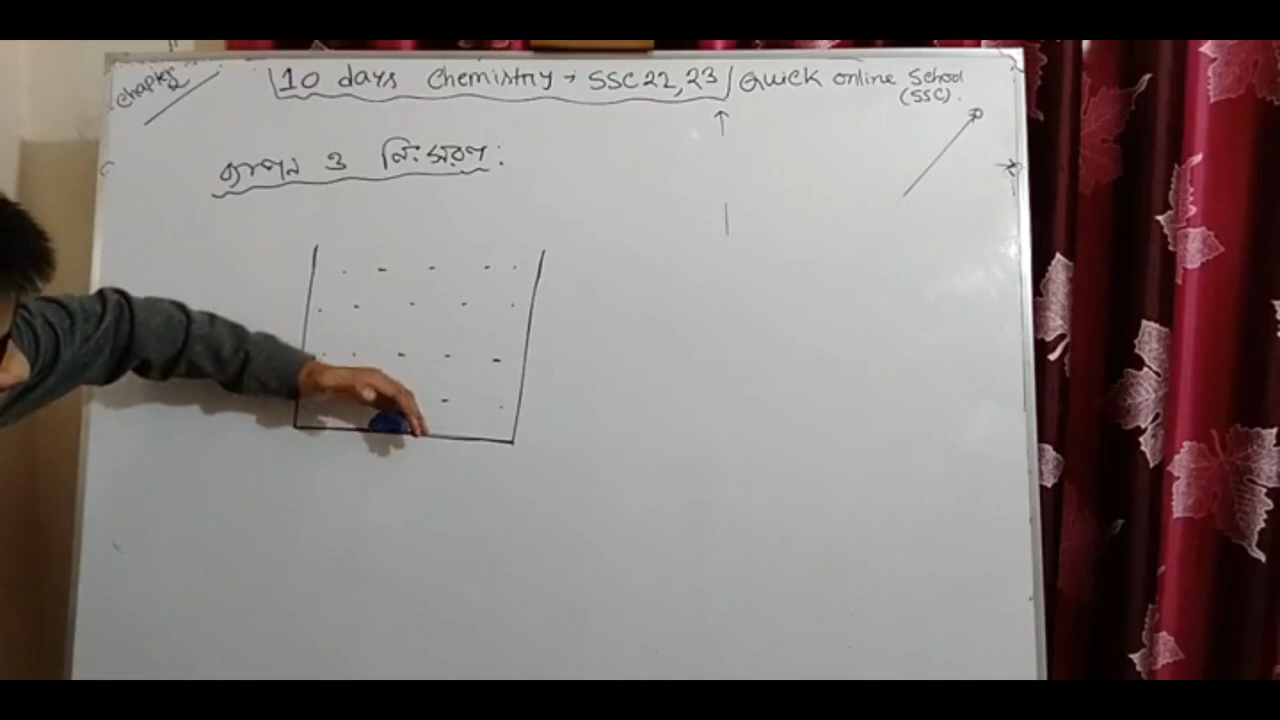 Chapter 2
10 days Chemistry → SSC 22, 23 / Quick online School
(SSC).
ব্যাপন ও নিঃসরণ: